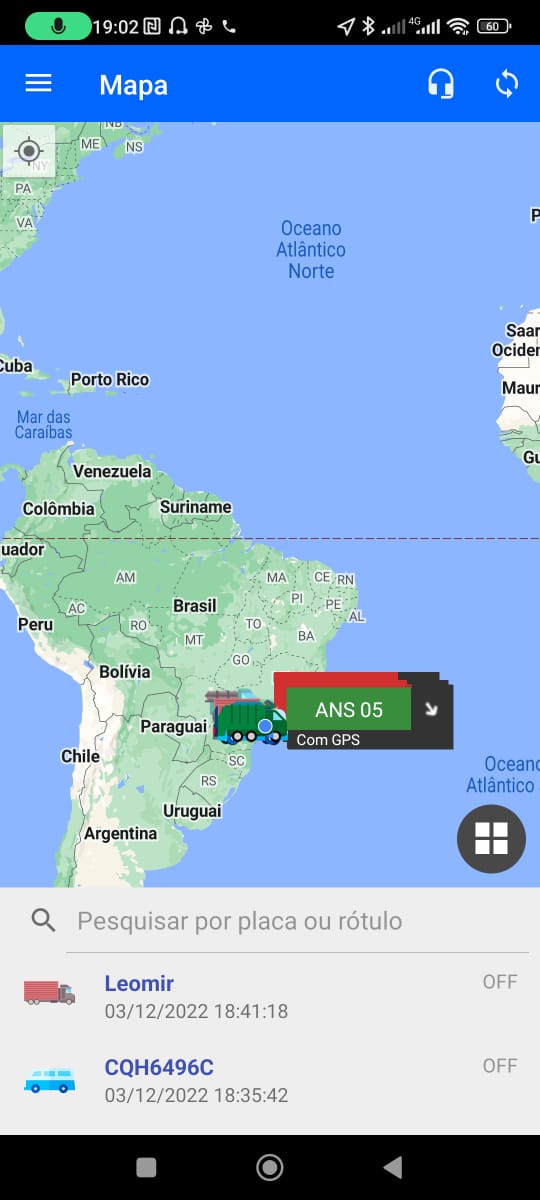 19:02
4G
60
Mapa
NB
ME
NS
NY
PA
VA
Oceano
Atlântico
Norte
P
Saar
Ociden
Cuba
Porto Rico
Maur
Mar das
Caraíbas
Gu
Venezuela
Colômbia
Suriname
uador
AM
MA
CE
RN
PI
AC
Brasil
PE
Peru
RO
TO
AL
MT
BA
GO
Bolívia
ANS 05
Paraguai
Com GPS
Chile
SC
Oceano
Atlântico
RS
Uruguai
Argentina
Pesquisar por placa ou rótulo
Leomir
OFF
03/12/2022 18:41:18
CQH6496C
OFF
03/12/2022 18:35:42